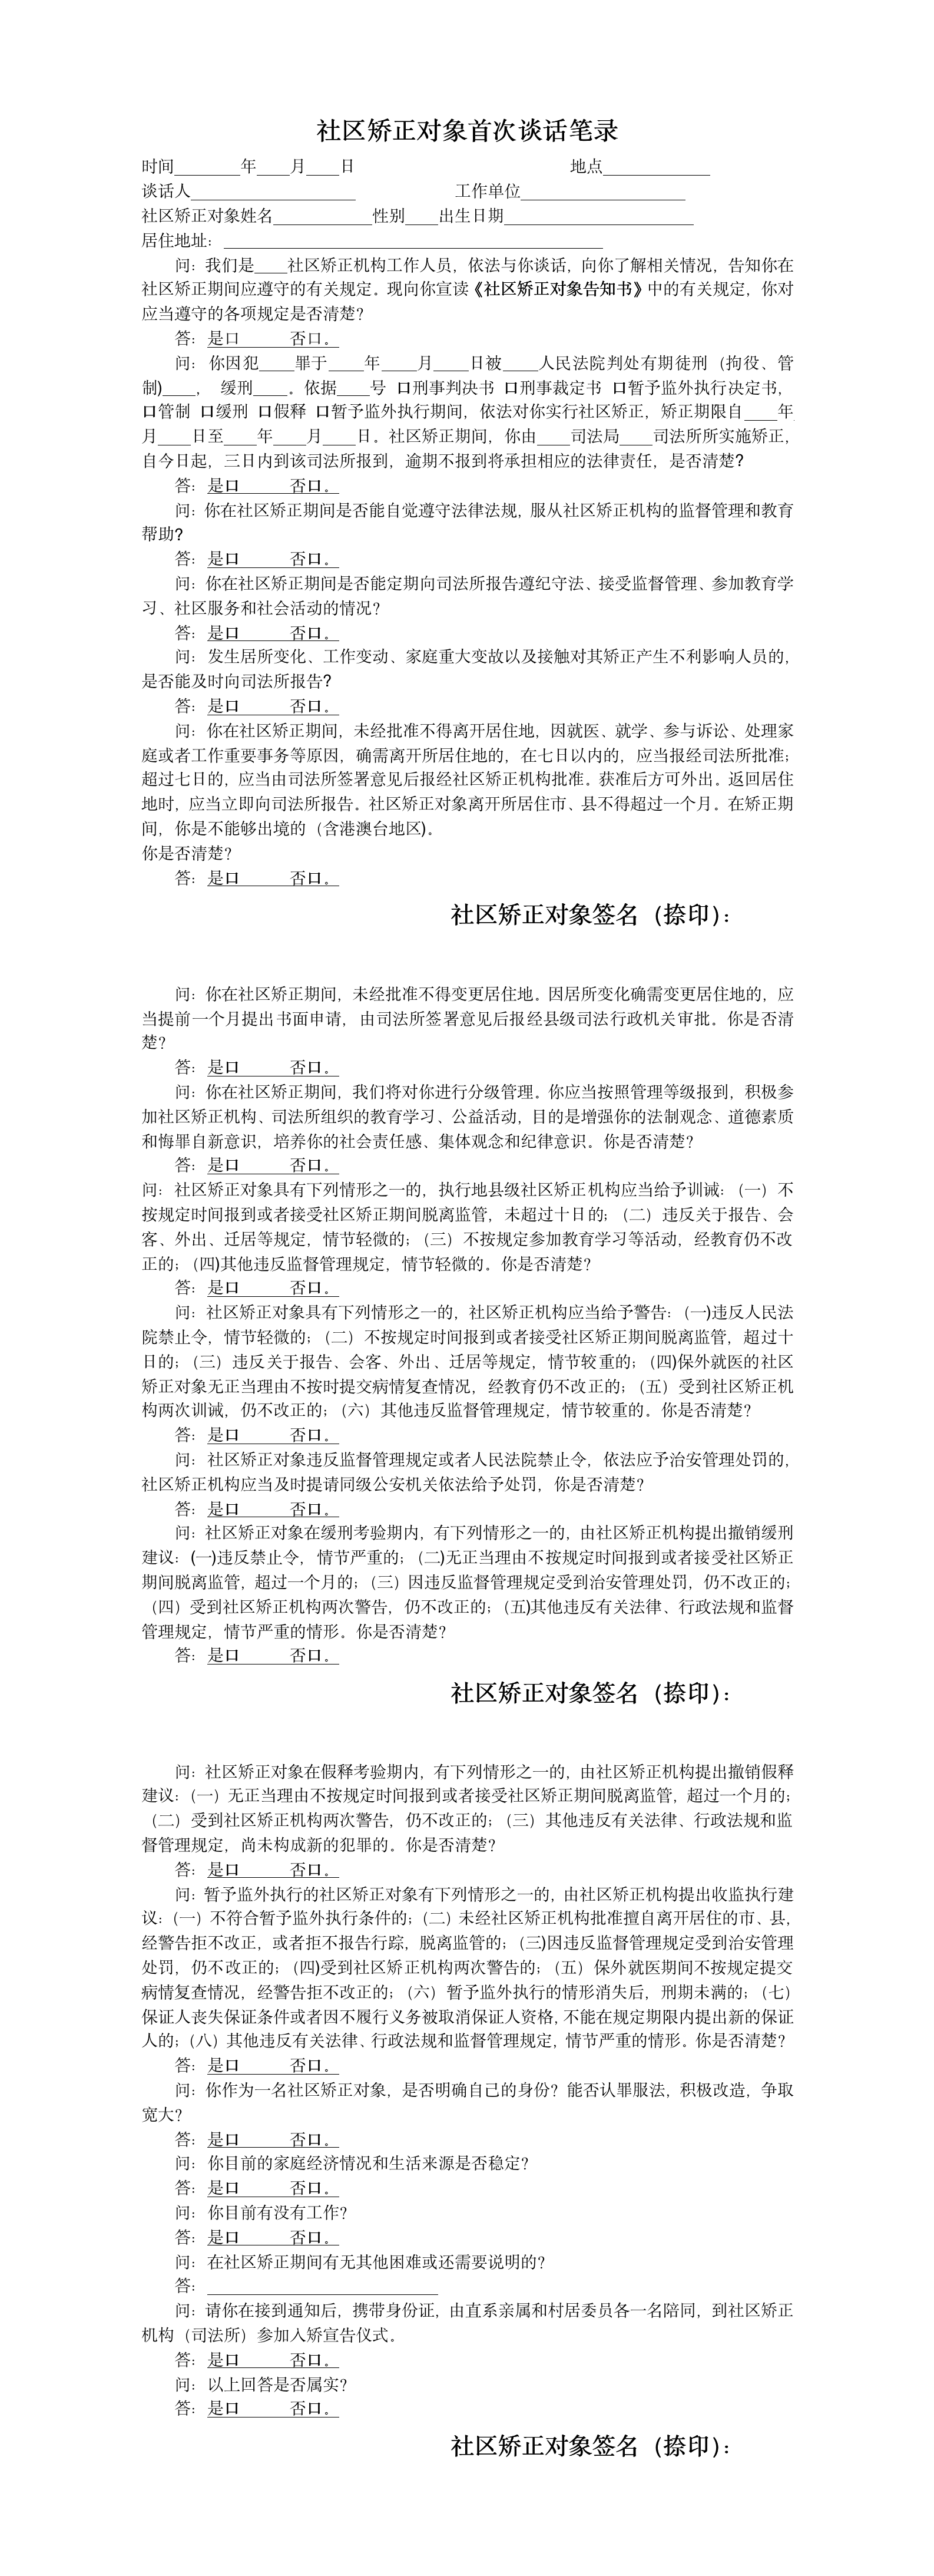 社区矫正对象首次谈话笔录
时间________年____月____日 地点_____________
谈话人____________________ 工作单位____________________
社区矫正对象姓名____________性别____出生日期_______________________
居住地址：______________________________________________
问：我们是____社区矫正机构工作人员，依法与你谈话，向你了解相关情况，告知你在
社区矫正期间应遵守的有关规定。现向你宣读《社区矫正对象告知书》中的有关规定，你对
应当遵守的各项规定是否清楚？
答：是口 否口。
问：你因犯____罪于____年____月____日被____人民法院判处有期徒刑（拘役、管
制)____， 缓刑____。依据____号 口刑事判决书 口刑事裁定书 口暂予监外执行决定书，
口管制 口缓刑 口假释 口暂予监外执行期间，依法对你实行社区矫正，矫正期限自____年
月____日至____年____月____日。社区矫正期间，你由____司法局____司法所所实施矫正，
自今日起，三日内到该司法所报到，逾期不报到将承担相应的法律责任，是否清楚?
答：是口 否口。
问：你在社区矫正期间是否能自觉遵守法律法规，服从社区矫正机构的监督管理和教育
帮助?
答：是口 否口。
问：你在社区矫正期间是否能定期向司法所报告遵纪守法、接受监督管理、参加教育学
习、社区服务和社会活动的情况？
答：是口 否口。
问：发生居所变化、工作变动、家庭重大变故以及接触对其矫正产生不利影响人员的，
是否能及时向司法所报告?
答：是口 否口。
问：你在社区矫正期间，未经批准不得离开居住地，因就医、就学、参与诉讼、处理家
庭或者工作重要事务等原因，确需离开所居住地的，在七日以内的，应当报经司法所批准；
超过七日的，应当由司法所签署意见后报经社区矫正机构批准。获准后方可外出。返回居住
地时，应当立即向司法所报告。社区矫正对象离开所居住市、县不得超过一个月。在矫正期
间，你是不能够出境的（含港澳台地区)。
你是否清楚？
答：是口 否口。
社区矫正对象签名（捺印）：
问：你在社区矫正期间，未经批准不得变更居住地。因居所变化确需变更居住地的，应
当提前一个月提出书面申请，由司法所签署意见后报经县级司法行政机关审批。你是否清
楚？
答：是口 否口。
问：你在社区矫正期间，我们将对你进行分级管理。你应当按照管理等级报到，积极参
加社区矫正机构、司法所组织的教育学习、公益活动，目的是增强你的法制观念、道德素质
和悔罪自新意识，培养你的社会责任感、集体观念和纪律意识。你是否清楚？
答：是口 否口。
问：社区矫正对象具有下列情形之一的，执行地县级社区矫正机构应当给予训诫：（一）不
按规定时间报到或者接受社区矫正期间脱离监管，未超过十日的；（二）违反关于报告、会
客、外出、迁居等规定，情节轻微的；（三）不按规定参加教育学习等活动，经教育仍不改
正的；（四)其他违反监督管理规定，情节轻微的。你是否清楚？
答：是口 否口。
问：社区矫正对象具有下列情形之一的，社区矫正机构应当给予警告：（一)违反人民法
院禁止令，情节轻微的；（二）不按规定时间报到或者接受社区矫正期间脱离监管，超过十
日的；（三）违反关于报告、会客、外出、迁居等规定，情节较重的；（四)保外就医的社区
矫正对象无正当理由不按时提交病情复查情况，经教育仍不改正的；（五）受到社区矫正机
构两次训诫，仍不改正的；（六）其他违反监督管理规定，情节较重的。你是否清楚？
答：是口 否口。
问：社区矫正对象违反监督管理规定或者人民法院禁止令，依法应予治安管理处罚的，
社区矫正机构应当及时提请同级公安机关依法给予处罚，你是否清楚？
答：是口 否口。
问：社区矫正对象在缓刑考验期内，有下列情形之一的，由社区矫正机构提出撤销缓刑
建议：(一)违反禁止令，情节严重的；（二)无正当理由不按规定时间报到或者接受社区矫正
期间脱离监管，超过一个月的；（三）因违反监督管理规定受到治安管理处罚，仍不改正的；
（四）受到社区矫正机构两次警告，仍不改正的；（五)其他违反有关法律、行政法规和监督
管理规定，情节严重的情形。你是否清楚？
答：是口 否口。
社区矫正对象签名（捺印）：
问：社区矫正对象在假释考验期内，有下列情形之一的，由社区矫正机构提出撤销假释
建议：（一）无正当理由不按规定时间报到或者接受社区矫正期间脱离监管，超过一个月的；
（二）受到社区矫正机构两次警告，仍不改正的；（三）其他违反有关法律、行政法规和监
督管理规定，尚未构成新的犯罪的。你是否清楚？
答：是口 否口。
问：暂予监外执行的社区矫正对象有下列情形之一的，由社区矫正机构提出收监执行建
议：（一）不符合暂予监外执行条件的；（二）未经社区矫正机构批准擅自离开居住的市、县，
经警告拒不改正，或者拒不报告行踪，脱离监管的；（三)因违反监督管理规定受到治安管理
处罚，仍不改正的；（四)受到社区矫正机构两次警告的；（五）保外就医期间不按规定提交
病情复查情况，经警告拒不改正的；（六）暂予监外执行的情形消失后，刑期未满的；（七）
保证人丧失保证条件或者因不履行义务被取消保证人资格，不能在规定期限内提出新的保证
人的；（八）其他违反有关法律、行政法规和监督管理规定，情节严重的情形。你是否清楚？
答：是口 否口。
问：你作为一名社区矫正对象，是否明确自己的身份？能否认罪服法，积极改造，争取
宽大？
答：是口 否口。
问：你目前的家庭经济情况和生活来源是否稳定？
答：是口 否口。
问：你目前有没有工作？
答：是口 否口。
问：在社区矫正期间有无其他困难或还需要说明的？
答：____________________________
问：请你在接到通知后，携带身份证，由直系亲属和村居委员各一名陪同，到社区矫正
机构（司法所）参加入矫宣告仪式。
答：是口 否口。
问：以上回答是否属实？
答：是口 否口。
社区矫正对象签名（捺印）：